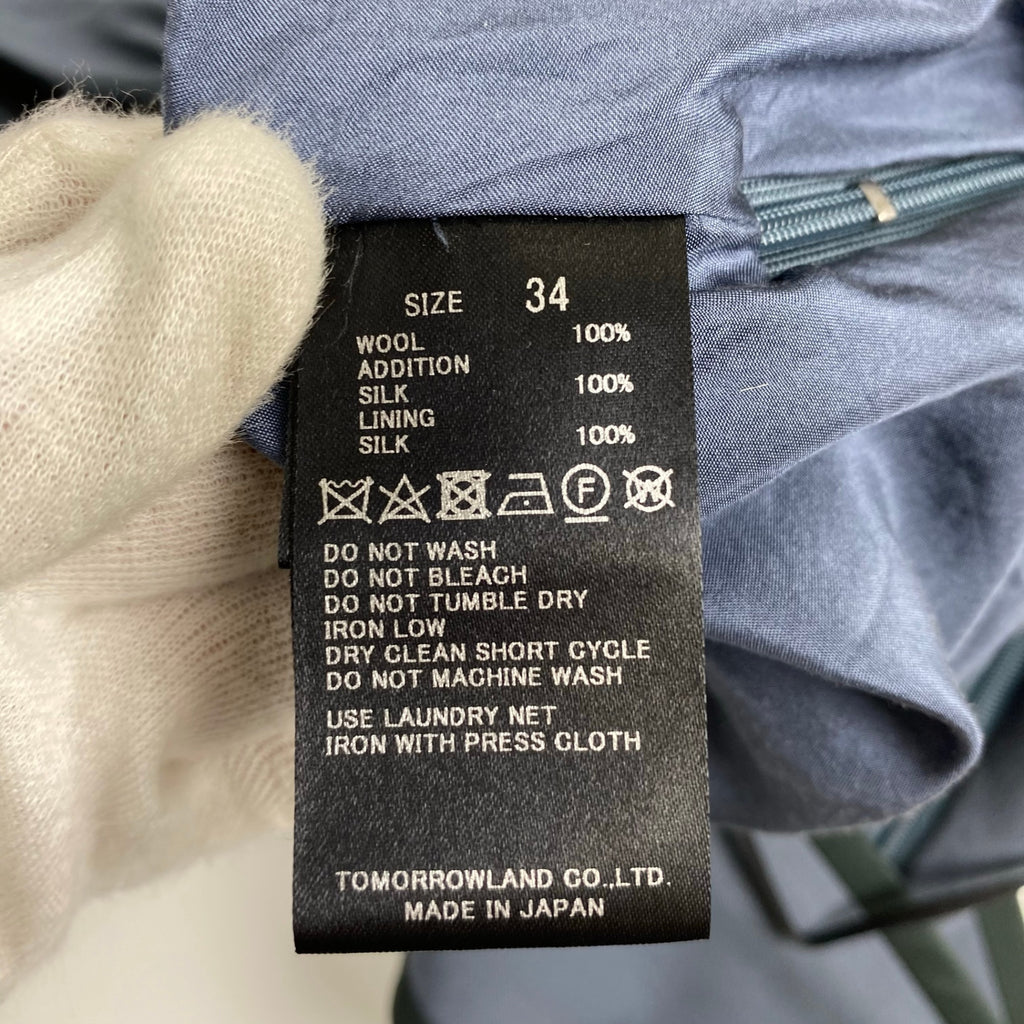 SIZE 34
WOOL 100%
ADDITION
SILK 100%
LINING
SILK 100%
F W
DO NOT WASH
DO NOT BLEACH
DO NOT TUMBLE DRY
IRON LOW
DRY CLEAN SHORT CYCLE
DO NOT MACHINE WASH
USE LAUNDRY NET
IRON WITH PRESS CLOTH
TOMORROWLAND CO.,LTD.
MADE IN JAPAN